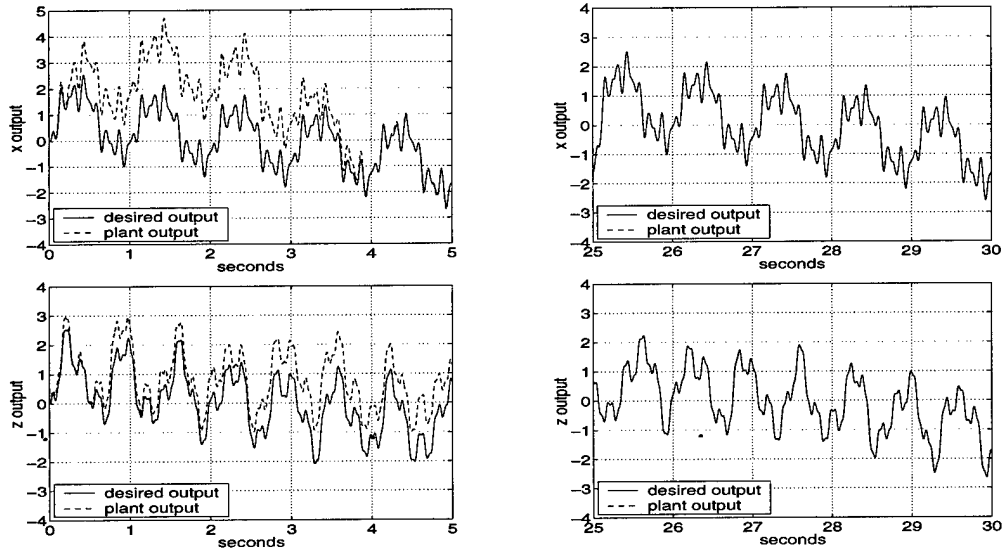 5
4
3
2
1
0
−1
−2
−3
−4
x output
desired output
plant output
0 1 2 3 4 5
seconds
4
3
2
1
0
−1
−2
−3
−4
x output
desired output
plant output
25 26 27 28 29 30
seconds
4
3
2
1
0
−1
−2
−3
−4
z output
desired output
plant output
0 1 2 3 4 5
seconds
4
3
2
1
0
−1
−2
−3
−4
z output
desired output
plant output
25 26 27 28 29 30
seconds